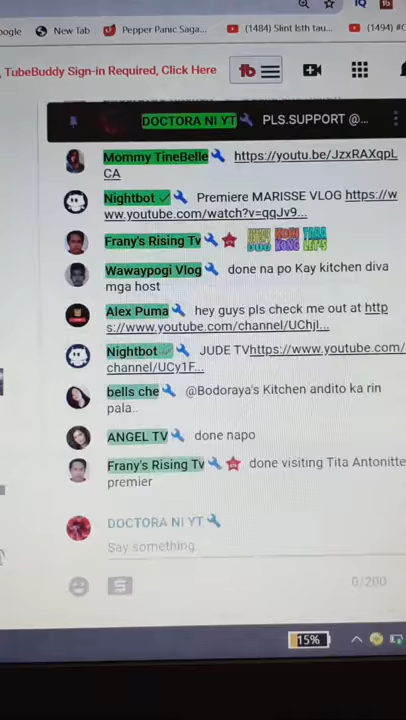 oogle New Tab Pepper Panic Saga... (1484) Slint Ish tau... (1494) #C
TubeBuddy Sign-in Required, Click Here
DOCTORA NI YT PLS.SUPPORT @...
Mommy TineBelle https://youtu.be/JzxRAXqpL
CA
Nightbot Premiere MARISSE VLOG https://w
ww.youtube.com/watch?v=qqJv9...
Frany's Rising Tv
Wawaypogi Vlog done na po Kay kitchen diva
mga host
Alex Puma hey guys pls check me out at http
s://www.youtube.com/channel/UChjl...
Nightbot JUDE TVhttps://www.youtube.com/
channel/UCy1F...
bells che @Bodoraya's Kitchen andito ka rin
pala..
ANGEL TV done napo
Frany's Rising Tv done visiting Tita Antonitte
premier
DOCTORA NI YT
Say something
0/200
15%